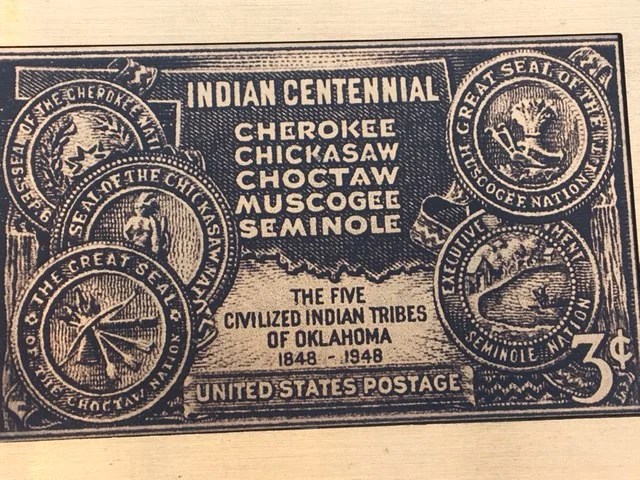 INDIAN CENTENNIAL
CHEROKEE
CHICKASAW
CHOCTAW
MUSCOGEE
SEMINOLE
THE FIVE
CIVILIZED INDIAN TRIBES
OF OKLAHOMA
1848 - 1948
UNITED STATES POSTAGE
3¢
SEAL OF THE CHEROKEE NATION
SEPT 6
SEAL OF THE CHICKASAW NATION
THE GREAT SEAL
OF THE CHOCTAW NATION
GREAT SEAL OF THE
MUSCOGEE NATION
EXECUTIVE DEPARTMENT
SEMINOLE NATION